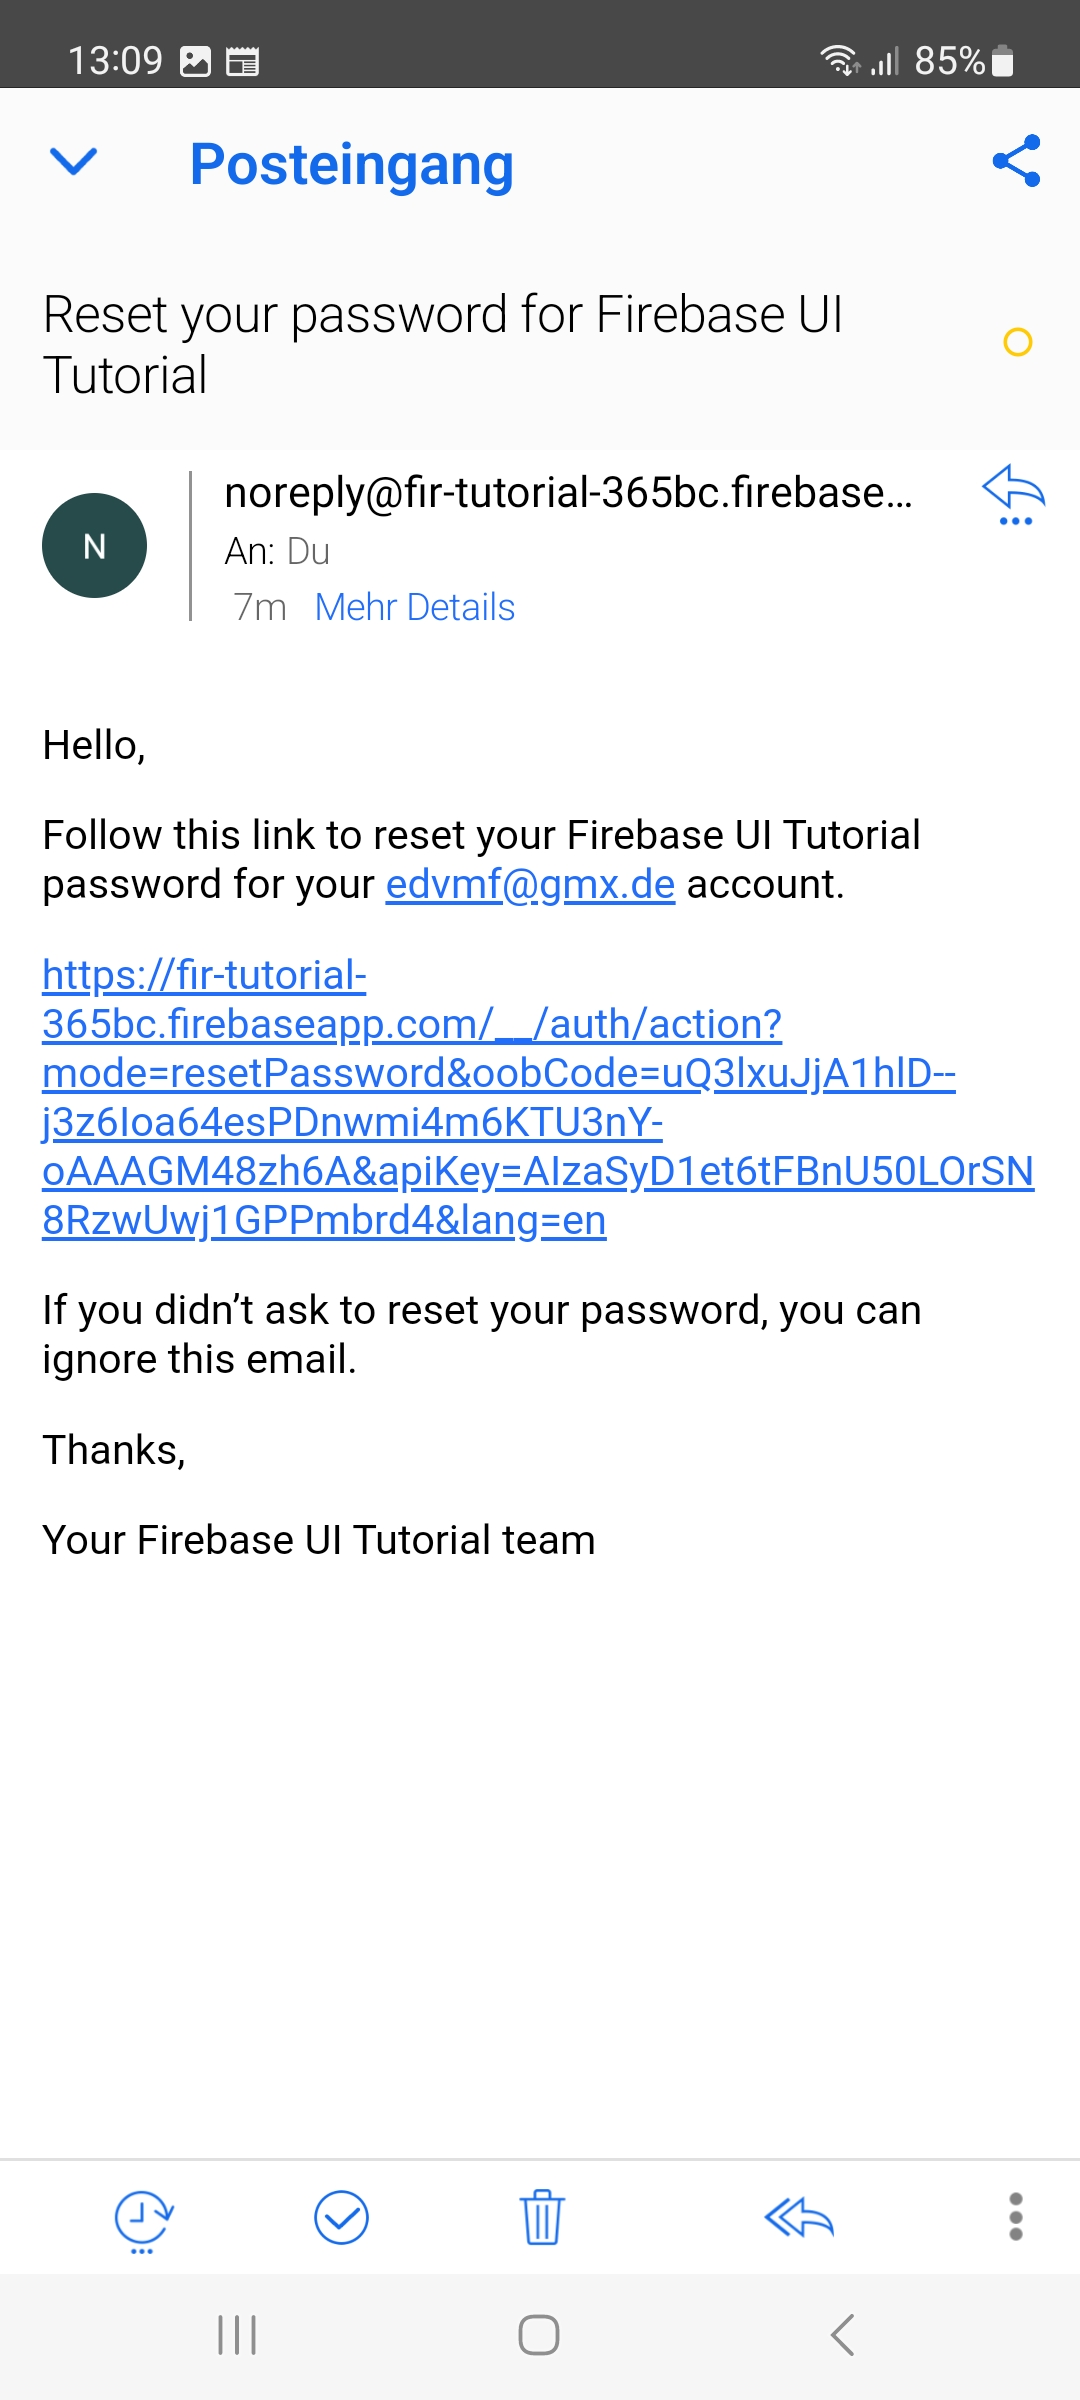 13:09
85%
Posteingang
Reset your password for Firebase UI
Tutorial
N
noreply@fir-tutorial-365bc.firebase...
An: Du
7m Mehr Details
Hello,
Follow this link to reset your Firebase UI Tutorial
password for your edvmf@gmx.de account.
https://fir-tutorial-
365bc.firebaseapp.com/__/auth/action?
mode=resetPassword&oobCode=uQ3lxuJjA1hlD--
j3z6Ioa64esPDnwmi4m6KTU3nY-
oAAAGM48zh6A&apiKey=AIzaSyD1et6tFBnU50LOrSN
8RzwUwj1GPPmbrd4&lang=en
If you didn’t ask to reset your password, you can
ignore this email.
Thanks,
Your Firebase UI Tutorial team